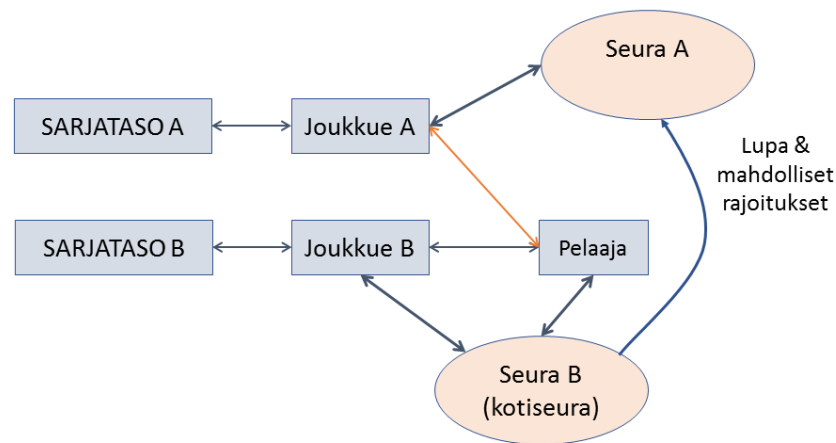 Seura A
SARJATASO A
Joukkue A
Lupa &
mahdolliset
rajoitukset
SARJATASO B
Joukkue B
Pelaaja
Seura B
(kotiseura)